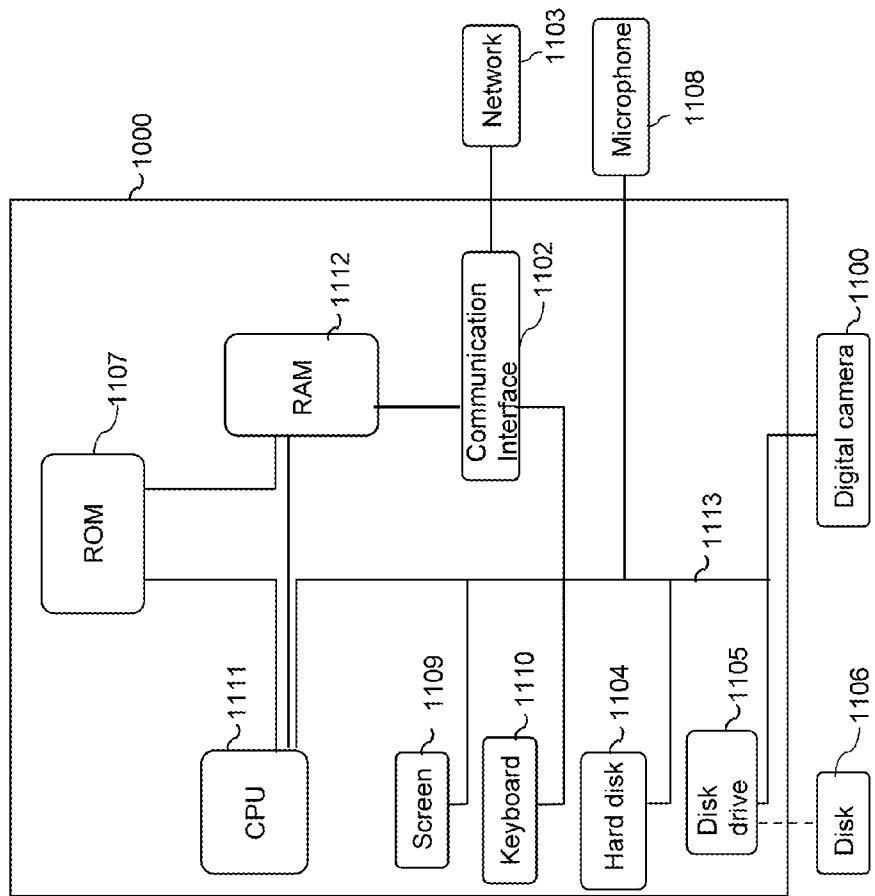 1000
ROM
1107
RAM
1112
CPU
1111
Communication
Interface
1102
Network
1103
Microphone
1108
Screen
1109
Keyboard
1110
Hard disk
1104
Disk
drive
1105
1113
Disk
1106
Digital camera
1100